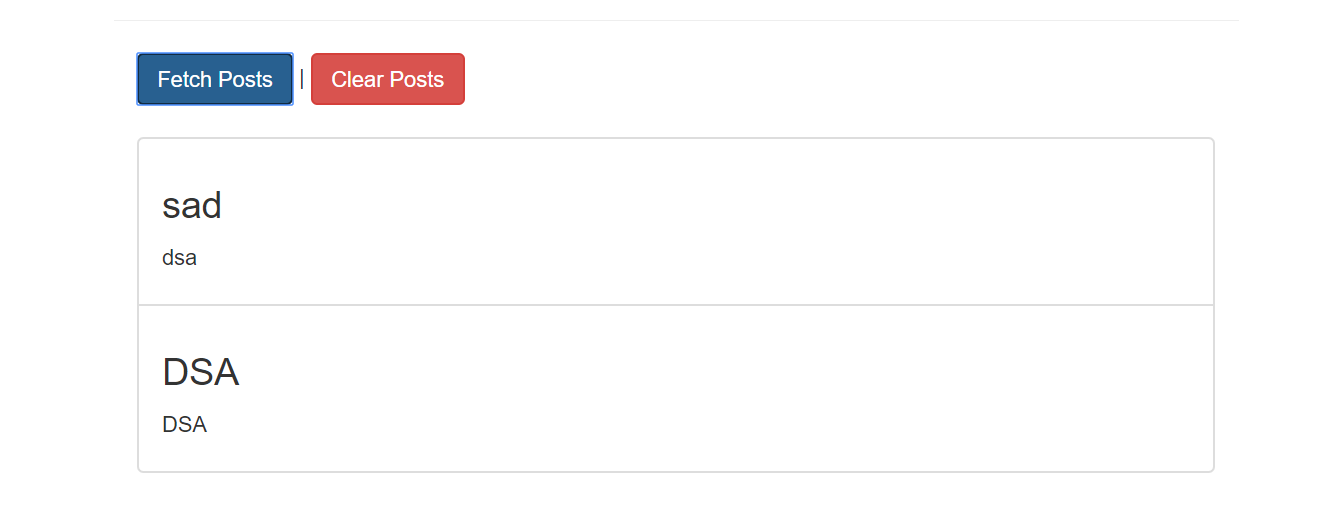 Fetch Posts | Clear Posts
sad
dsa
DSA
DSA